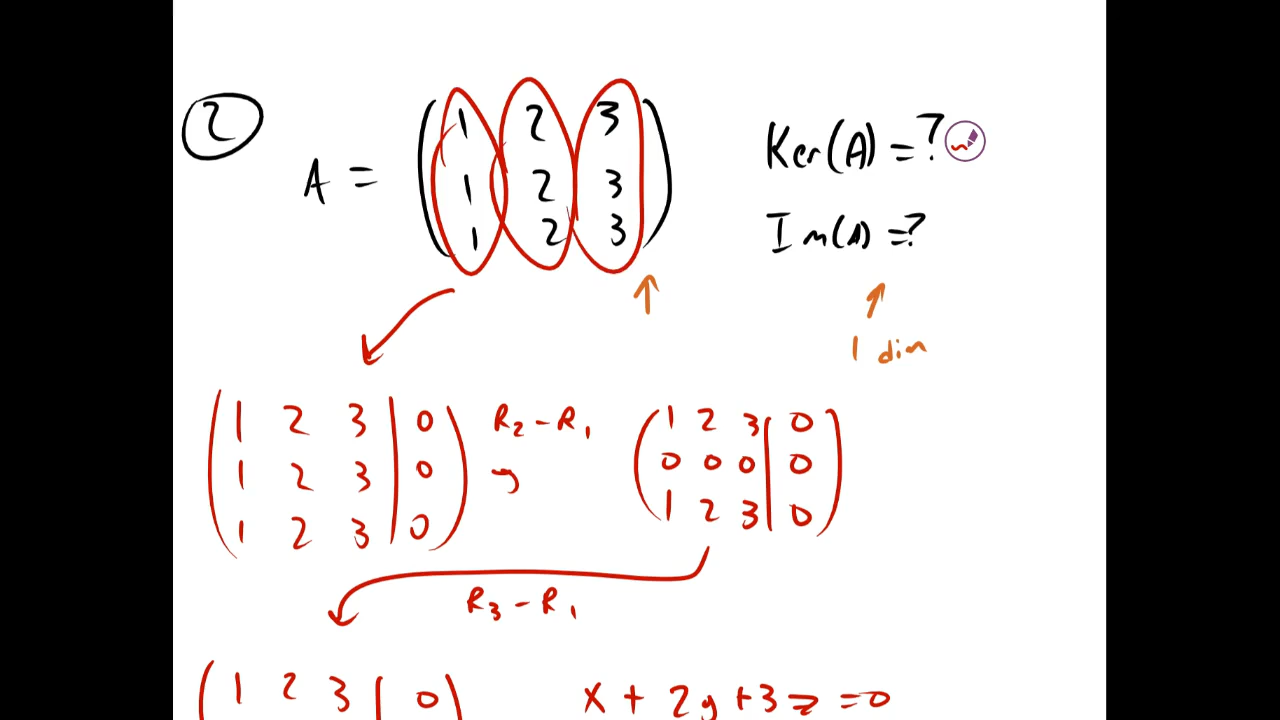 2
A = ( 1 2 3
1 2 3
1 2 3 )
Ker(A) = ?
Im(A) = ?
1 dim
( 1 2 3 | 0
1 2 3 | 0
1 2 3 | 0 )
R2 - R1
( 1 2 3 | 0
0 0 0 | 0
1 2 3 | 0 )
R3 - R1
( 1 2 3 | 0 )
x + 2y + 3z = 0